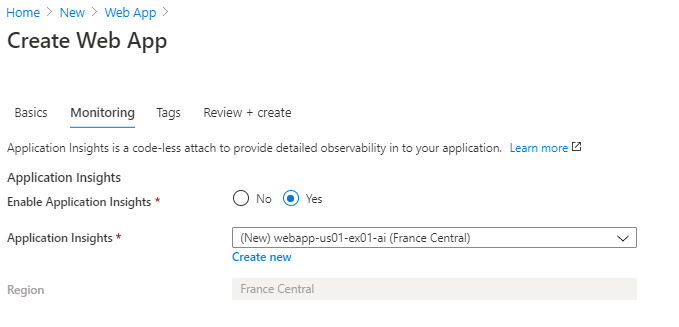 Home > New > Web App >
Create Web App
Basics Monitoring Tags Review + create
Application Insights is a code-less attach to provide detailed observability in to your application. Learn more
Application Insights
Enable Application Insights * No Yes
Application Insights * (New) webapp-us01-ex01-ai (France Central)
Create new
Region France Central